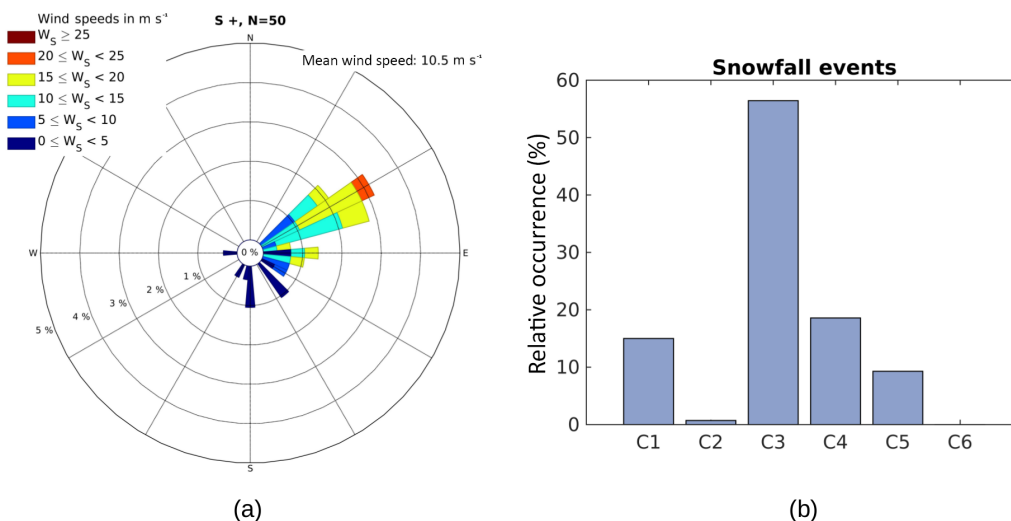 Wind speeds in m s⁻¹
W_S ≥ 25
20 ≤ W_S < 25
15 ≤ W_S < 20
10 ≤ W_S < 15
5 ≤ W_S < 10
0 ≤ W_S < 5
S +, N=50
Mean wind speed: 10.5 m s⁻¹
N
E
S
W
0 %
1 %
2 %
3 %
4 %
5 %
(a)
Snowfall events
Relative occurrence (%)
60
50
40
30
20
10
0
C1 C2 C3 C4 C5 C6
(b)